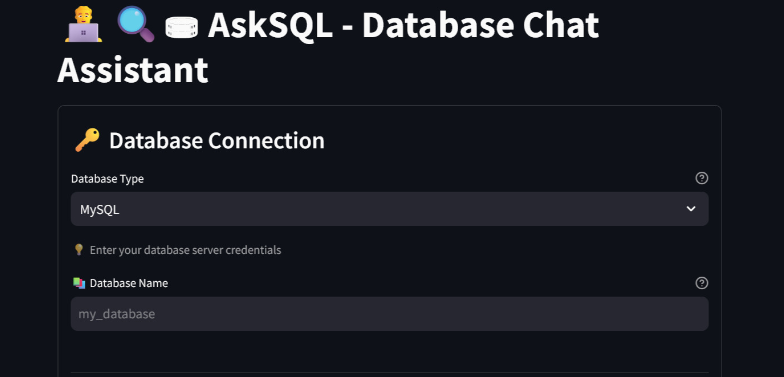 AskSQL - Database Chat
Assistant
Database Connection
Database Type
MySQL
Enter your database server credentials
Database Name
my_database